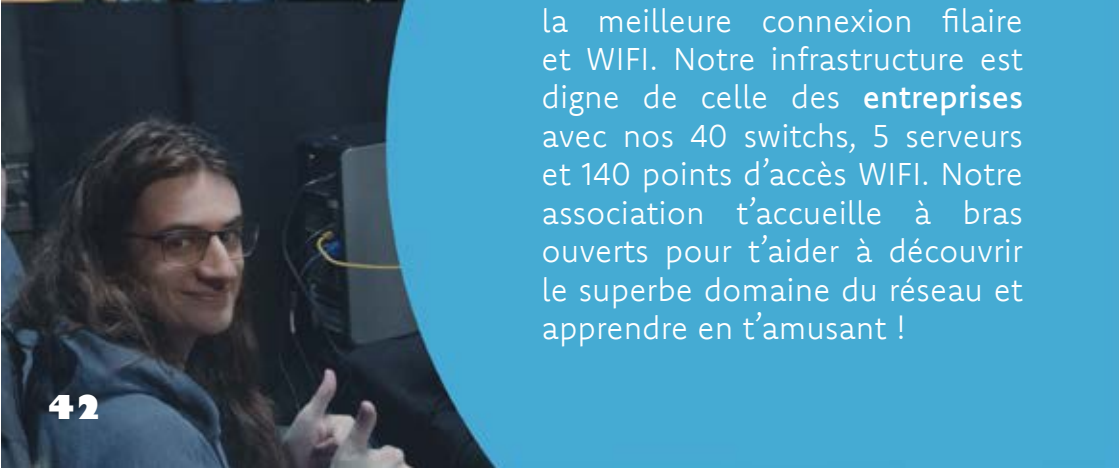 la meilleure connexion filaire
et WIFI. Notre infrastructure est
digne de celle des entreprises
avec nos 40 switchs, 5 serveurs
et 140 points d’accès WIFI. Notre
association t’accueille à bras
ouverts pour t’aider à découvrir
le superbe domaine du réseau et
apprendre en t’amusant !
42